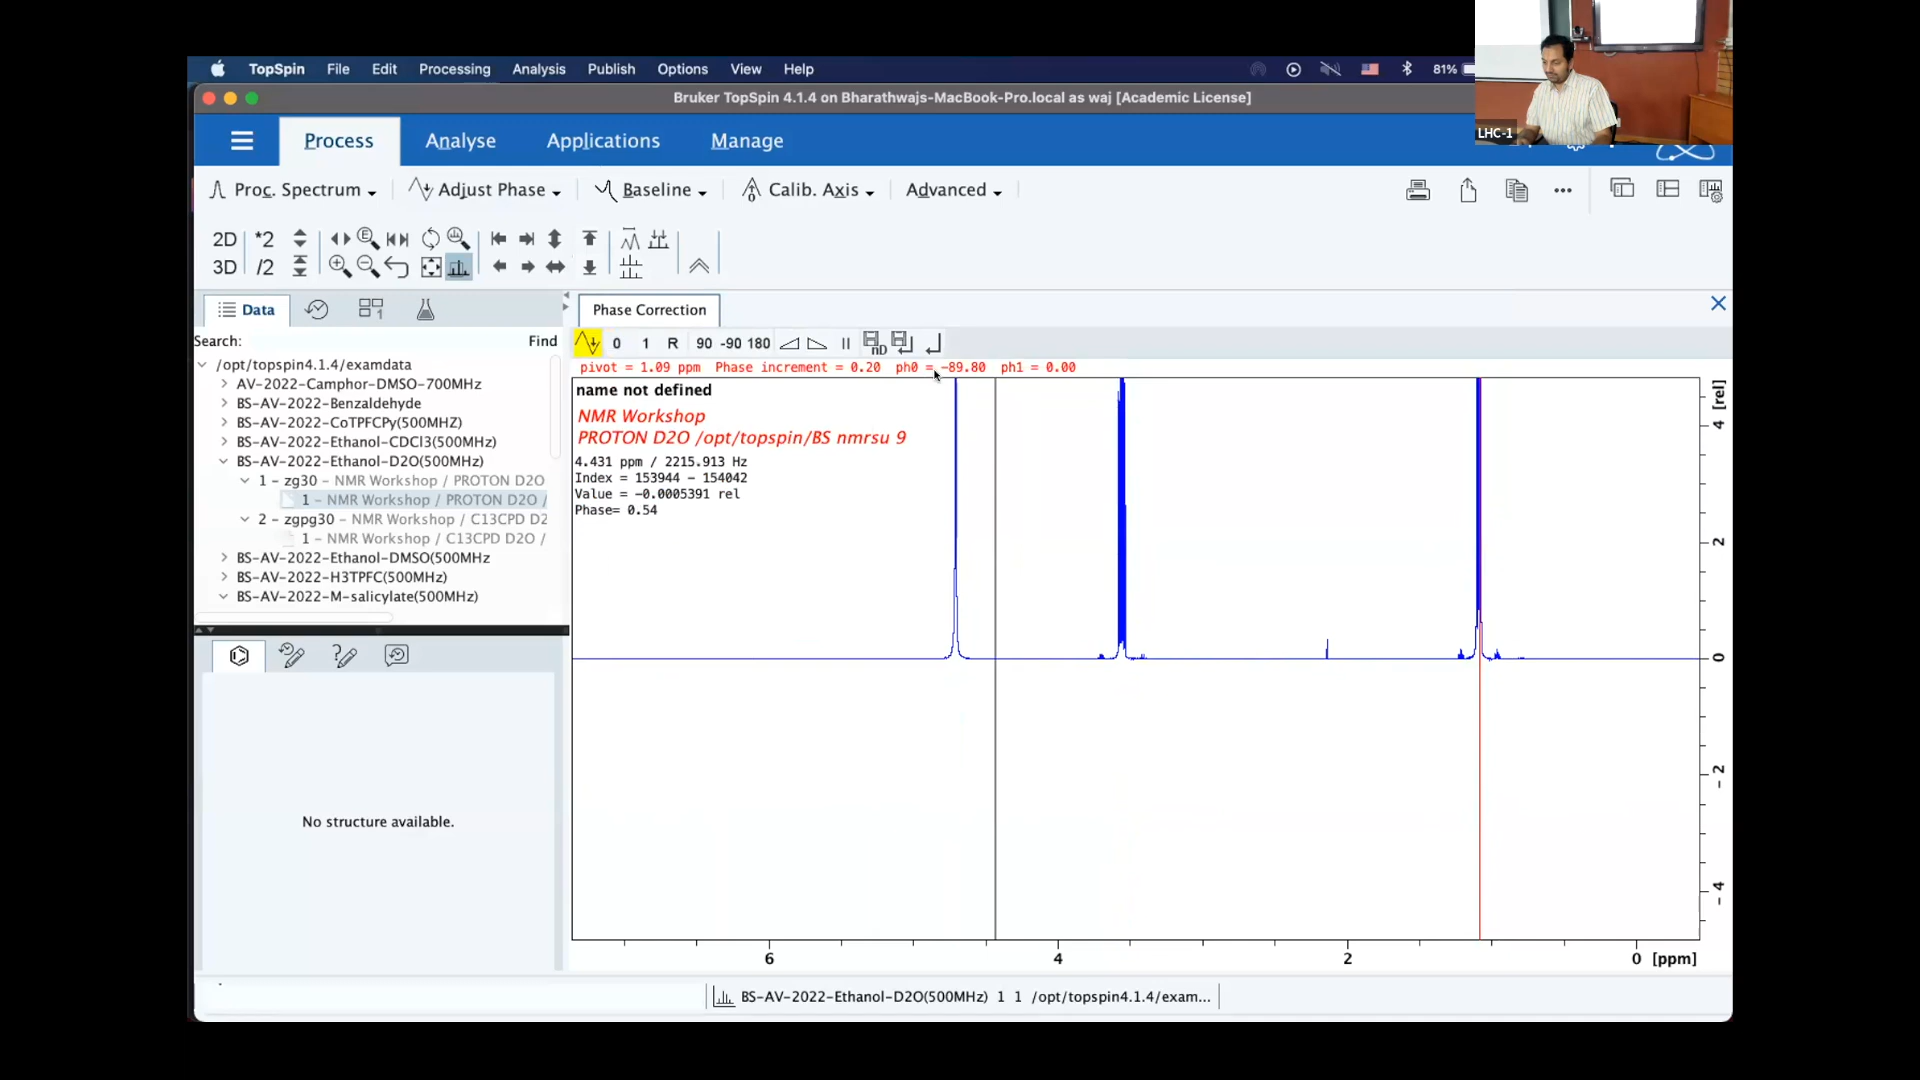 TopSpin File Edit Processing Analysis Publish Options View Help 81%
Bruker TopSpin 4.1.4 on Bharathwajs-MacBook-Pro.local as waj [Academic License]
LHC-1
Process Analyse Applications Manage
Proc. Spectrum Adjust Phase Baseline Calib. Axis Advanced
2D *2 E
3D /2
Data 1 Phase Correction
Search: Find 0 1 R 90 -90 180 nD
/opt/topspin4.1.4/examdata
pivot = 1.09 ppm Phase increment = 0.20 ph0 = -89.80 ph1 = 0.00
AV-2022-Camphor-DMSO-700MHz
BS-AV-2022-Benzaldehyde
BS-AV-2022-CoTPFCPy(500MHZ)
BS-AV-2022-Ethanol-CDCl3(500MHz)
BS-AV-2022-Ethanol-D2O(500MHz)
1 - zg30 - NMR Workshop / PROTON D2O
1 - NMR Workshop / PROTON D2O /
2 - zgpg30 - NMR Workshop / C13CPD D2
1 - NMR Workshop / C13CPD D2O /
BS-AV-2022-Ethanol-DMSO(500MHz
BS-AV-2022-H3TPFC(500MHz)
BS-AV-2022-M-salicylate(500MHz)
name not defined
NMR Workshop
PROTON D2O /opt/topspin/BS nmrsu 9
4.431 ppm / 2215.913 Hz
Index = 153944 - 154042
Value = -0.0005391 rel
Phase= 0.54
[rel]
4
2
0
- 2
- 4
No structure available.
6 4 2 0 [ppm]
BS-AV-2022-Ethanol-D2O(500MHz) 1 1 /opt/topspin4.1.4/exam...